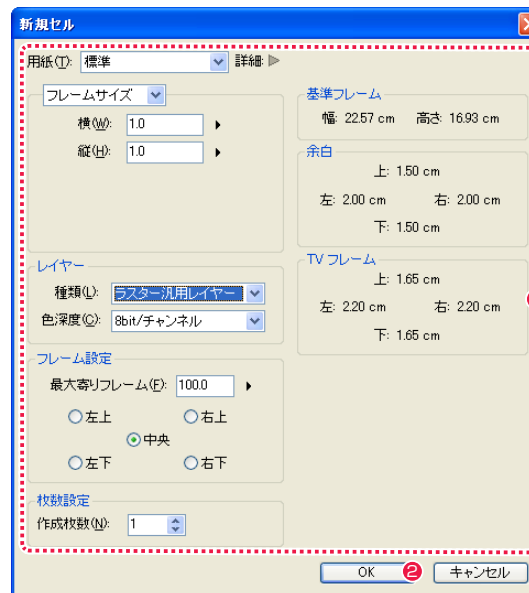 新規セル
用紙(T): 標準 詳細:
フレームサイズ
横(W): 1.0
縦(H): 1.0
レイヤー
種類(L): ラスター汎用レイヤー
色深度(C): 8bit/チャンネル
フレーム設定
最大寄りフレーム(F): 100.0
左上 右上
中央
左下 右下
枚数設定
作成枚数(N): 1
基準フレーム
幅: 22.57 cm 高さ: 16.93 cm
余白
上: 1.50 cm
左: 2.00 cm 右: 2.00 cm
下: 1.50 cm
TV フレーム
上: 1.65 cm
左: 2.20 cm 右: 2.20 cm
下: 1.65 cm
OK 2 キャンセル